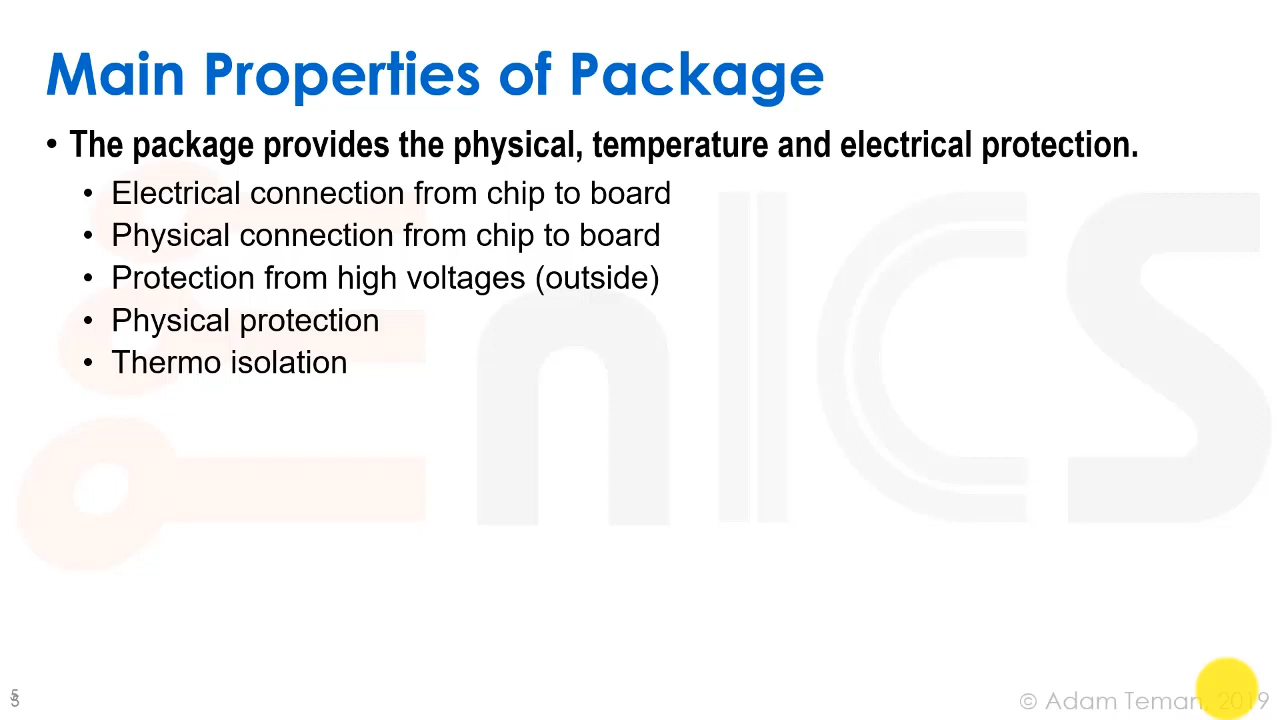 Main Properties of Package
• The package provides the physical, temperature and electrical protection.
• Electrical connection from chip to board
• Physical connection from chip to board
• Protection from high voltages (outside)
• Physical protection
• Thermo isolation
nICS
© Adam Teman, 2019